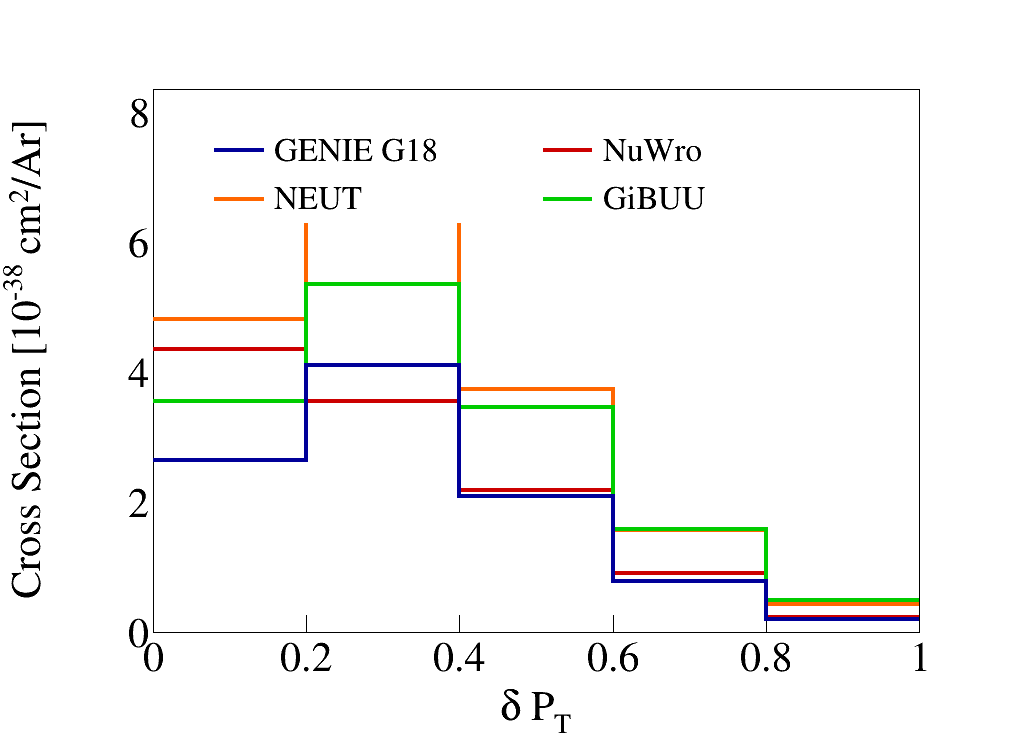 Cross Section [10^-38 cm^2/Ar]
8
GENIE G18 NuWro
NEUT GiBUU
6
4
2
0
0 0.2 0.4 0.6 0.8 1
δ P_T